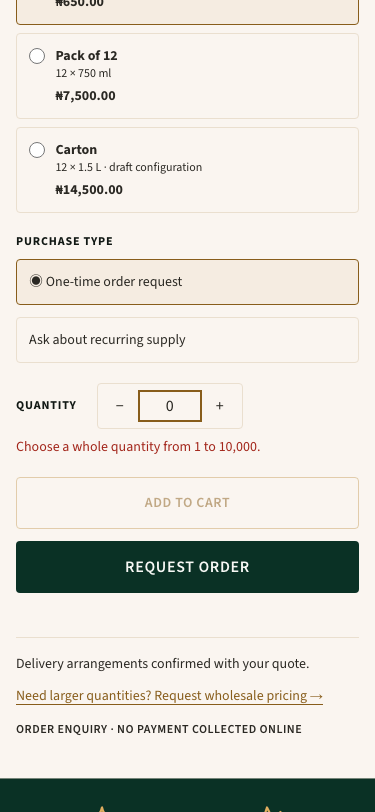 ₦650.00
Pack of 12
12 × 750 ml
₦7,500.00
Carton
12 × 1.5 L · draft configuration
₦14,500.00
PURCHASE TYPE
One-time order request
Ask about recurring supply
QUANTITY − 0 +
Choose a whole quantity from 1 to 10,000.
ADD TO CART
REQUEST ORDER
Delivery arrangements confirmed with your quote.
Need larger quantities? Request wholesale pricing →
ORDER ENQUIRY · NO PAYMENT COLLECTED ONLINE